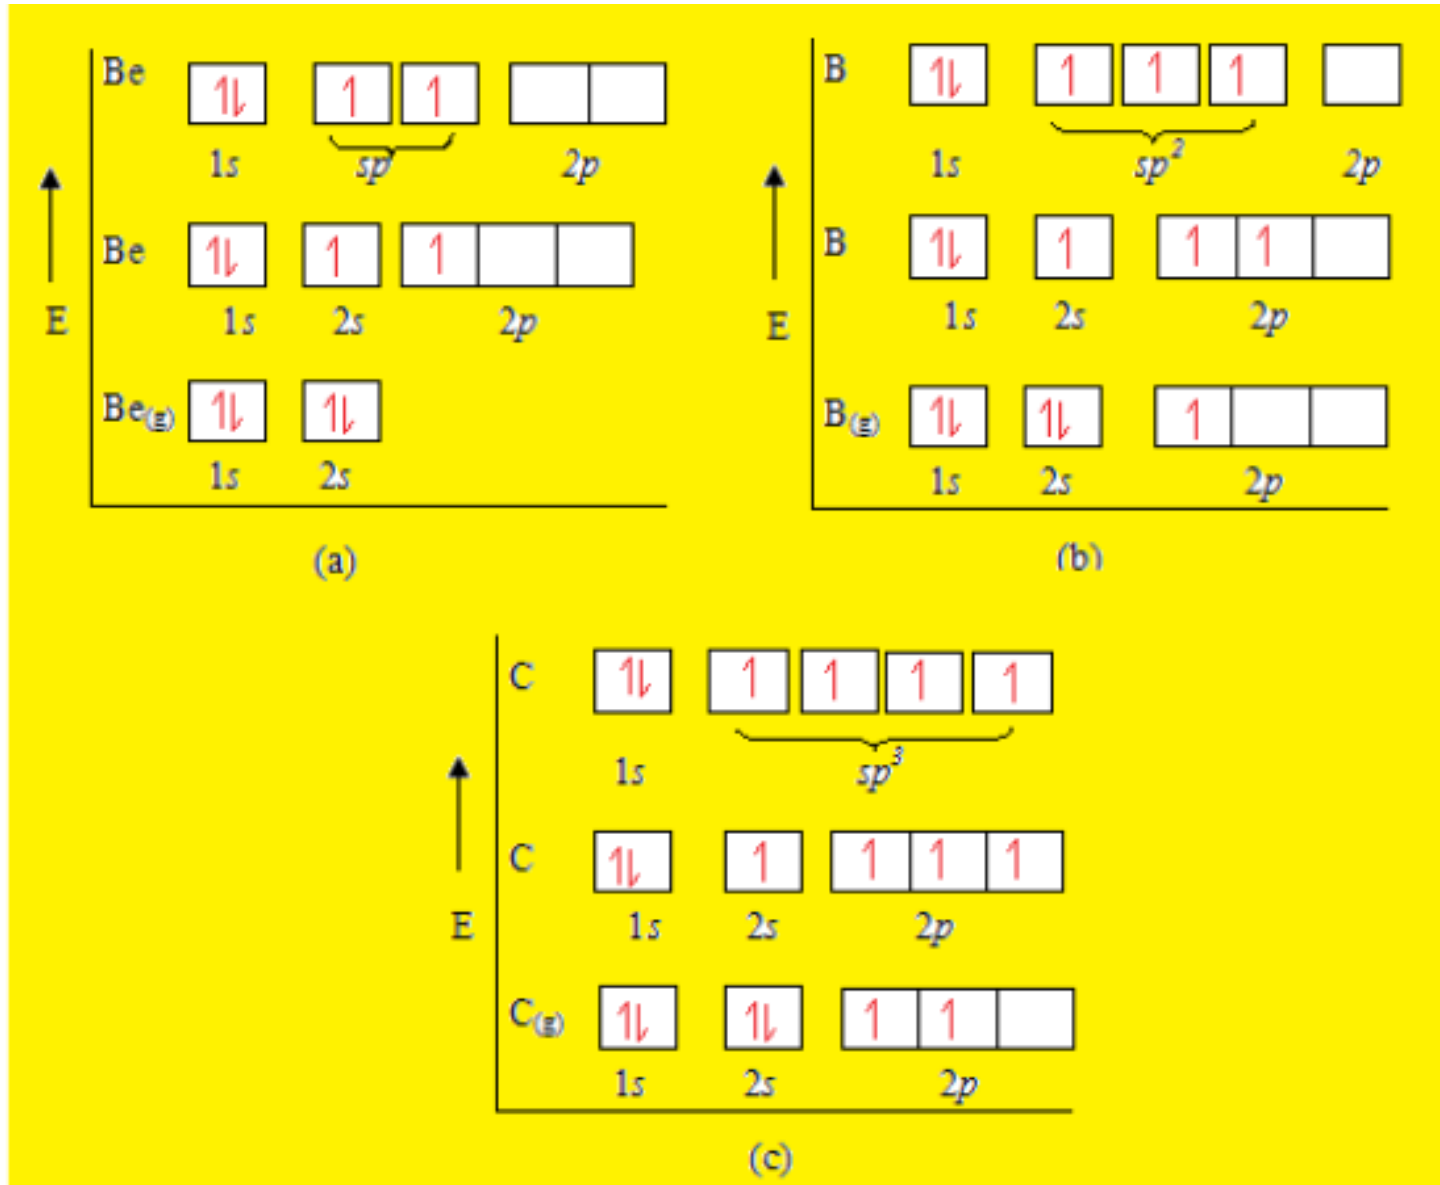 Be ⥮ ↿ ↿
1s sp 2p
Be ⥮ ↿ ↿
E 1s 2s 2p
Be(g) ⥮ ⥮
1s 2s
(a)
B ⥮ ↿ ↿ ↿
1s sp² 2p
B ⥮ ↿ ↿ ↿
E 1s 2s 2p
B(g) ⥮ ⥮ ↿
1s 2s 2p
(b)
C ⥮ ↿ ↿ ↿ ↿
1s sp³
C ⥮ ↿ ↿ ↿ ↿
E 1s 2s 2p
C(g) ⥮ ⥮ ↿ ↿
1s 2s 2p
(c)